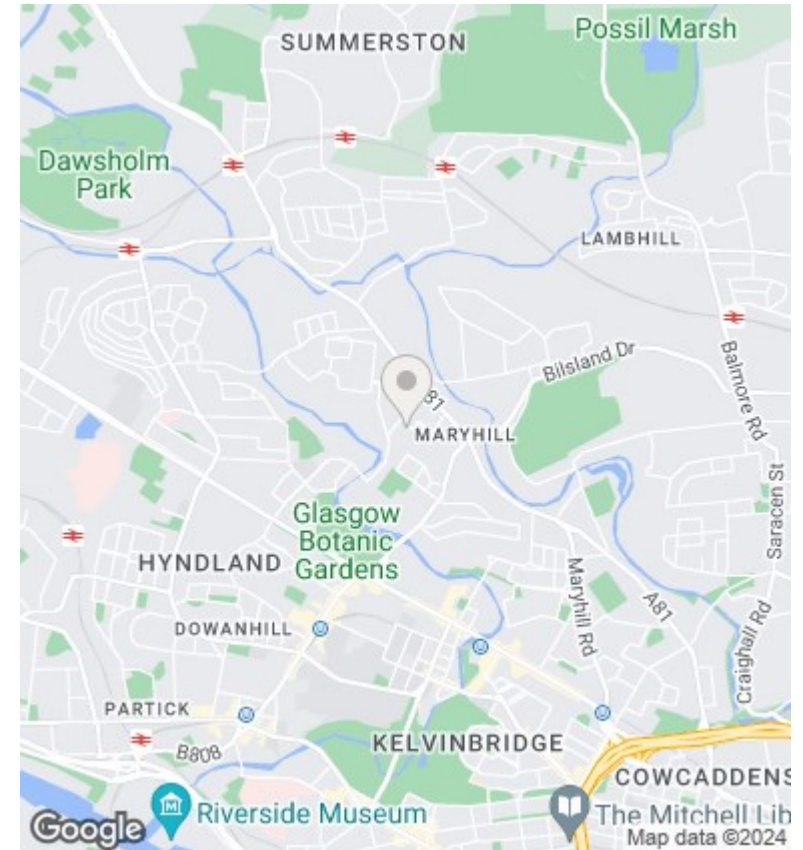 SUMMERSTON
Possil Marsh
Dawsholm
Park
LAMBHILL
Balmore Rd
Bilsland Dr
A81
MARYHILL
Saracen St
Glasgow
Botanic
Gardens
HYNDLAND
Maryhill Rd
A81
DOWANHILL
Craighall Rd
PARTICK
B808
KELVINBRIDGE
COWCADDENS
Riverside Museum
The Mitchell Lib
Google
Map data ©2024